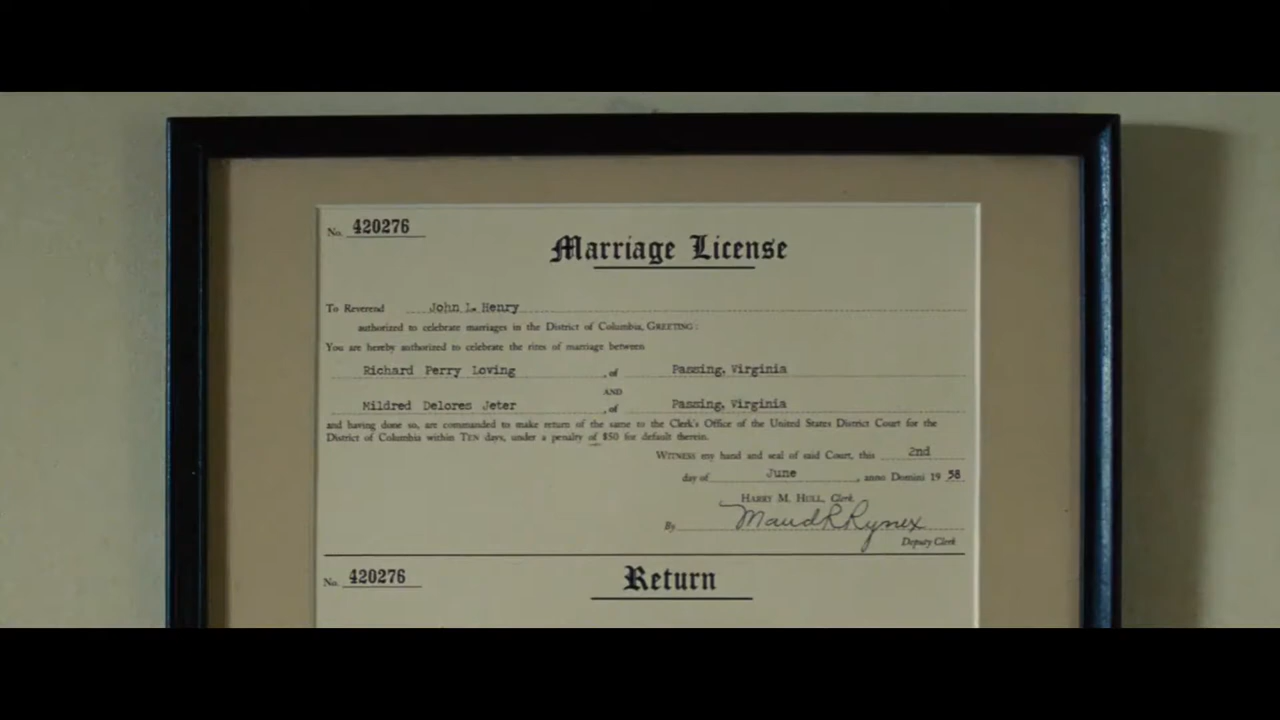 No. 420276
Marriage License
To Reverend John L. Henry
authorized to celebrate marriages in the District of Columbia, GREETING:
You are hereby authorized to celebrate the rites of marriage between
Richard Perry Loving , of Passing, Virginia
AND
Mildred Delores Jeter , of Passing, Virginia
and having done so, are commanded to make return of the same to the Clerk's Office of the United States District Court for the
District of Columbia within TEN days, under a penalty of $50 for default therein.
WITNESS my hand and seal of said Court, this 2nd
day of June , anno Domini 19 58
HARRY M. HULL, Clerk.
By Maud R Rynex
Deputy Clerk
No. 420276 Return